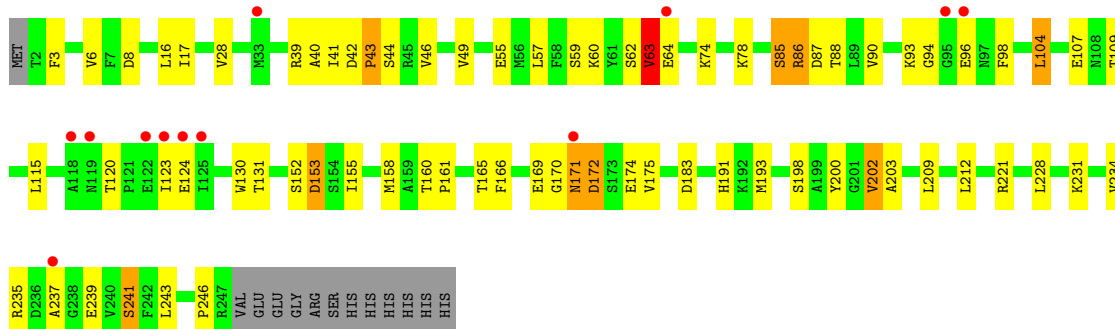 MET T2 F3 V6 F7 D8 L16 I17 V28 M33 R39 A40 I41 D42 P43 S44 R45 V46 V49 E55 M56 L57 F58 S59 K60 Y61 S62 V63 E64 K74 K78 S85 R86 D87 T88 L89 V90 K93 G94 G95 E96 N97 F98 L104 E107 N108 T109
L115 A118 N119 T120 P121 E122 I123 E124 I125 W130 T131 S152 D153 S154 I155 M158 A159 T160 P161 T165 F166 E169 G170 N171 D172 S173 E174 V175 D183 H191 K192 M193 S198 A199 Y200 G201 V202 A203 L209 L212 R221 L228 K231
R235 D236 A237 G238 E239 V240 S241 F242 L243 P246 R247 VAL GLU GLU GLY ARG SER HIS HIS HIS HIS HIS HIS